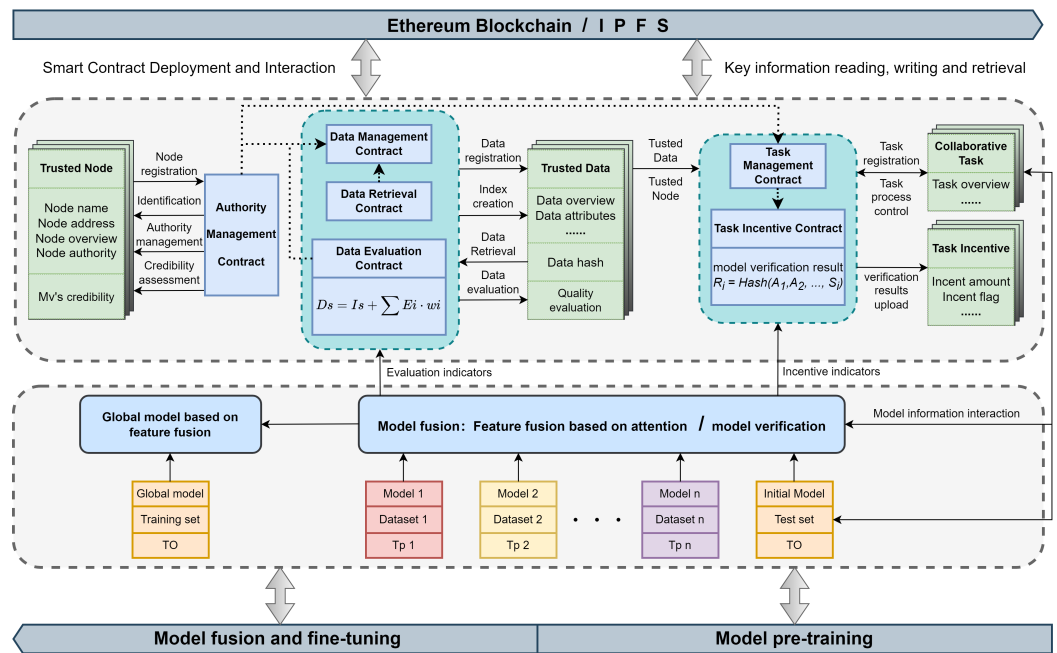 Ethereum Blockchain / I P F S
Smart Contract Deployment and Interaction
Key information reading, writing and retrieval
Trusted Node
Node name
Node address
Node overview
Node authority
Mv's credibility
Node
registration
Identification
Authority
management
Credibility
assessment
Authority
Management
Contract
Data Management
Contract
Data Retrieval
Contract
Data Evaluation
Contract
Ds = Is + ∑ Ei · wi
Data
registration
Index
creation
Data
Retrieval
Data
evaluation
Trusted Data
Data overview
Data attributes
......
Data hash
Quality
evaluation
Tusted
Data
Trusted
Node
Task
Management
Contract
Task Incentive Contract
model verification result
Ri = Hash(A1,A2, ..., Si)
Task
registration
Task
process
control
verification
results
upload
Collaborative
Task
Task overview
......
Task Incentive
Incent amount
Incent flag
......
Evaluation indicators
Incentive indicators
Global model based on
feature fusion
Model fusion: Feature fusion based on attention / model verification
Model information interaction
Global model
Training set
TO
Model 1
Dataset 1
Tp 1
Model 2
Dataset 2
Tp 2
· · ·
Model n
Dataset n
Tp n
Initial Model
Test set
TO
Model fusion and fine-tuning
Model pre-training